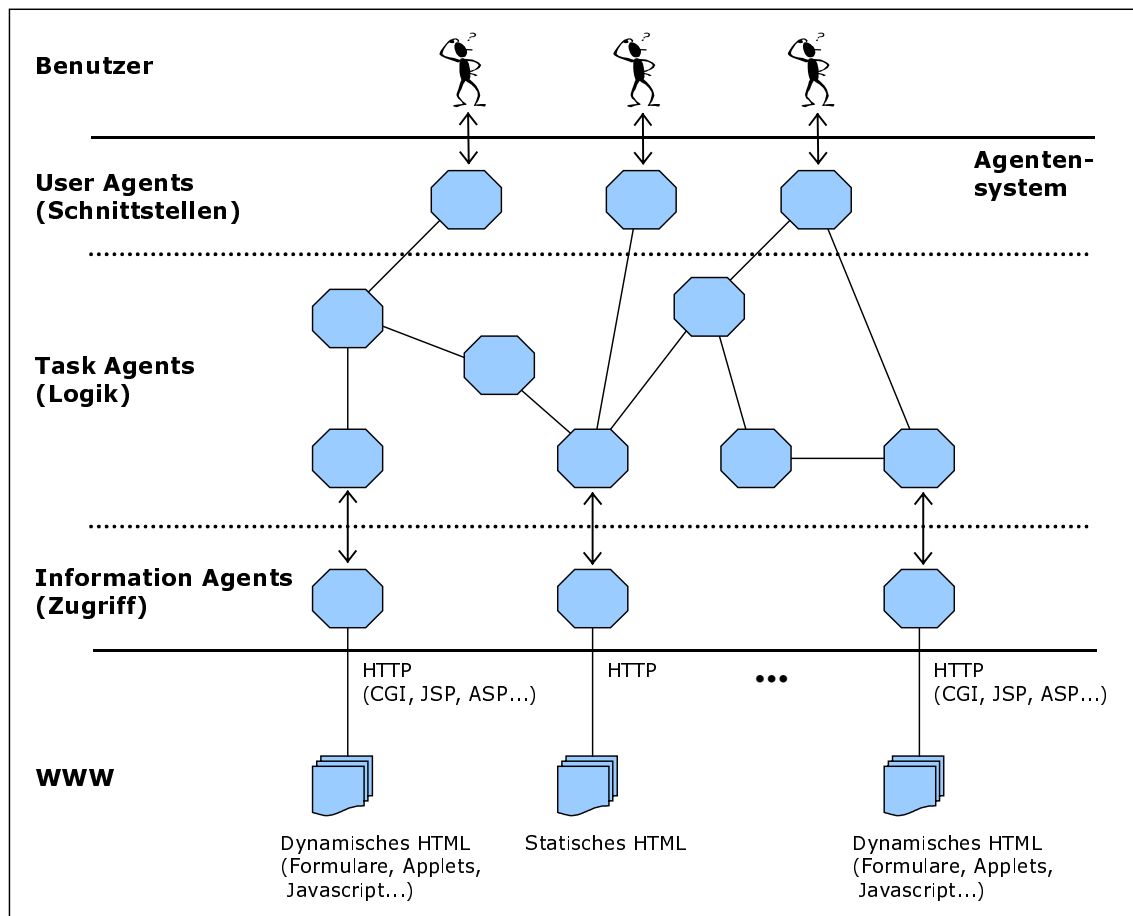 ?
?
?
Benutzer
Agenten-
system
User Agents
(Schnittstellen)
Task Agents
(Logik)
Information Agents
(Zugriff)
HTTP
(CGI, JSP, ASP...)
HTTP
...
HTTP
(CGI, JSP, ASP...)
WWW
Dynamisches HTML
(Formulare, Applets,
Javascript...)
Statisches HTML
Dynamisches HTML
(Formulare, Applets,
Javascript...)